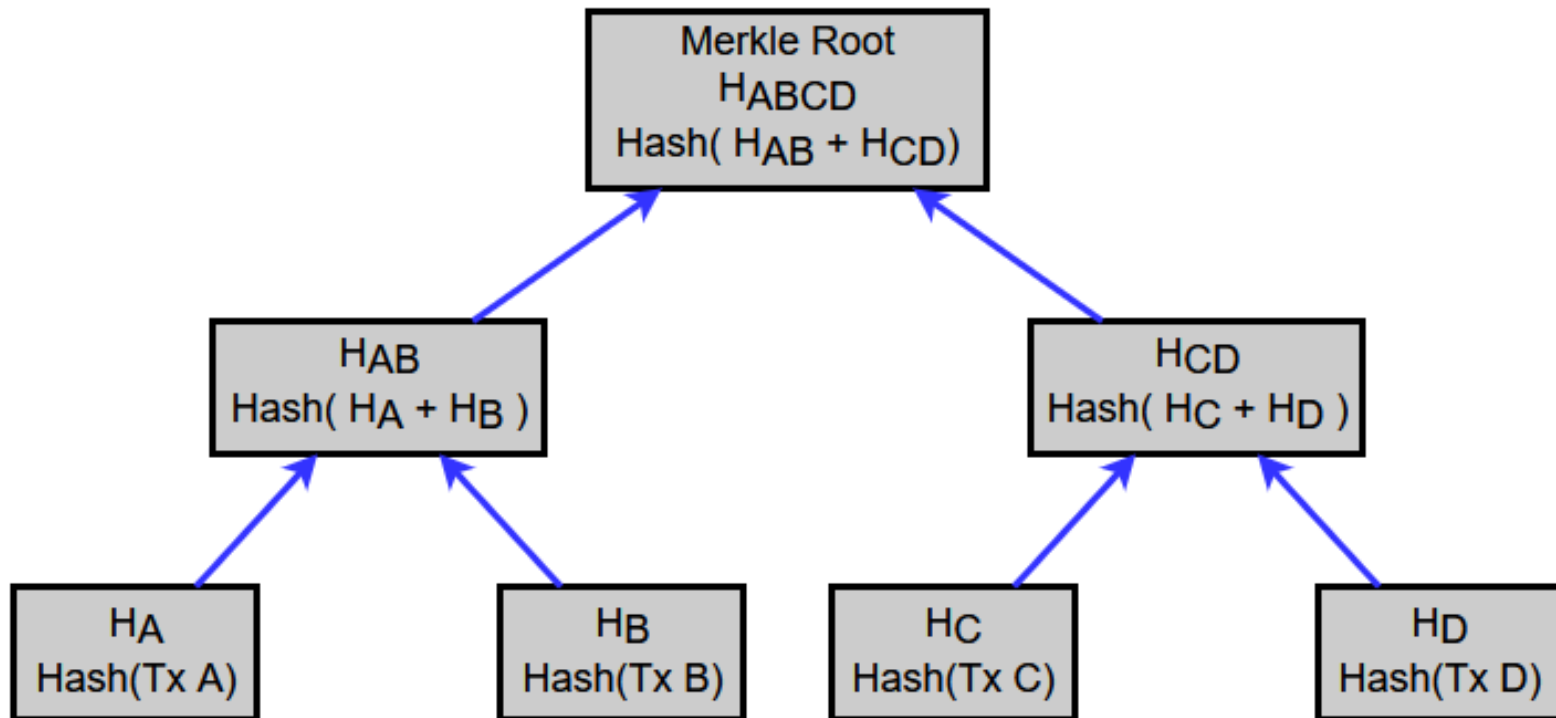 Merkle Root
HABCD
Hash( HAB + HCD)
HAB
Hash( HA + HB )
HCD
Hash( HC + HD )
HA
Hash(Tx A)
HB
Hash(Tx B)
HC
Hash(Tx C)
HD
Hash(Tx D)